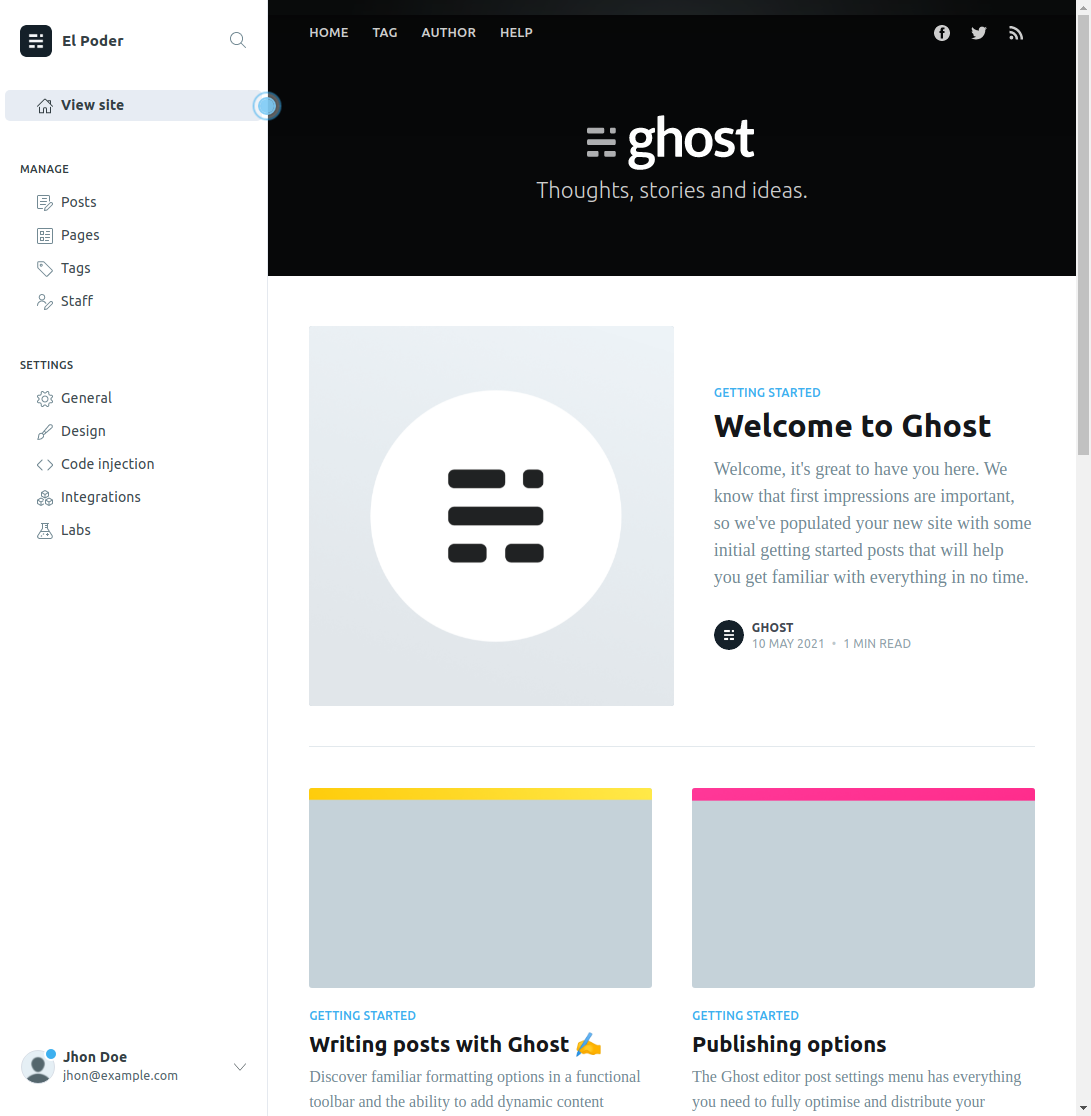 El Poder
View site
MANAGE
Posts
Pages
Tags
Staff
SETTINGS
General
Design
Code injection
Integrations
Labs
Jhon Doe
jhon@example.com
HOME TAG AUTHOR HELP
ghost
Thoughts, stories and ideas.
GETTING STARTED
Welcome to Ghost
Welcome, it's great to have you here. We
know that first impressions are important,
so we've populated your new site with some
initial getting started posts that will help
you get familiar with everything in no time.
GHOST
10 MAY 2021 • 1 MIN READ
GETTING STARTED
Writing posts with Ghost ✍️
Discover familiar formatting options in a functional
toolbar and the ability to add dynamic content
GETTING STARTED
Publishing options
The Ghost editor post settings menu has everything
you need to fully optimise and distribute your